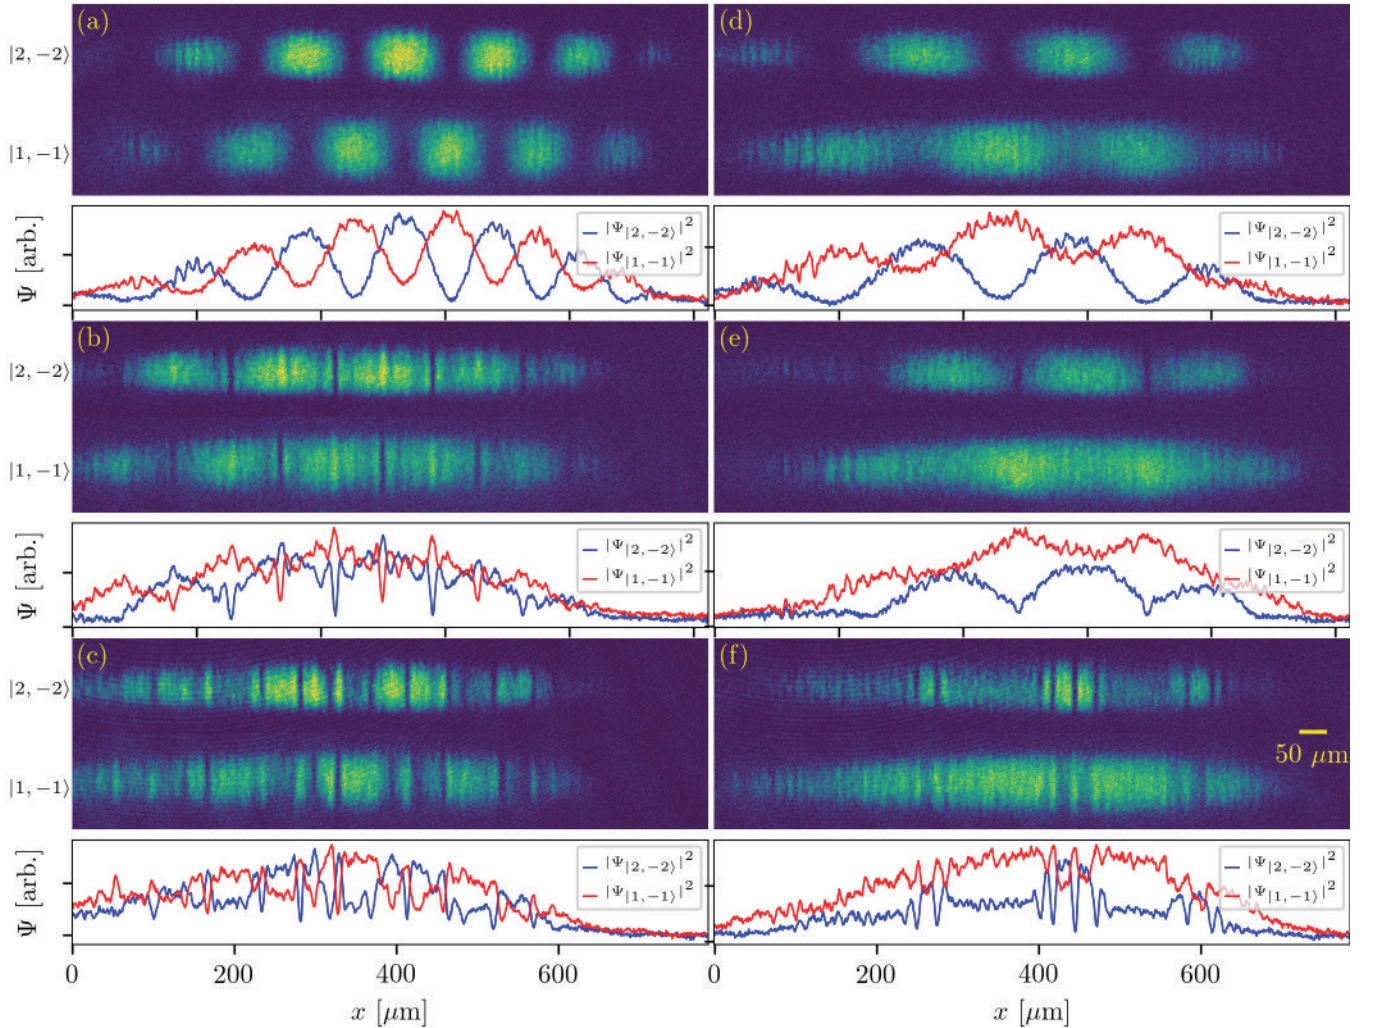 (a)
(d)
|2, −2⟩
|1, −1⟩
Ψ [arb.]
|Ψ|2,−2⟩|²
|Ψ|1,−1⟩|²
|Ψ|2,−2⟩|²
|Ψ|1,−1⟩|²
(b)
(e)
|2, −2⟩
|1, −1⟩
Ψ [arb.]
|Ψ|2,−2⟩|²
|Ψ|1,−1⟩|²
|Ψ|2,−2⟩|²
|Ψ|1,−1⟩|²
(c)
(f)
|2, −2⟩
|1, −1⟩
50 μm
Ψ [arb.]
|Ψ|2,−2⟩|²
|Ψ|1,−1⟩|²
|Ψ|2,−2⟩|²
|Ψ|1,−1⟩|²
0 200 400 600
0 200 400 600
x [μm]
x [μm]